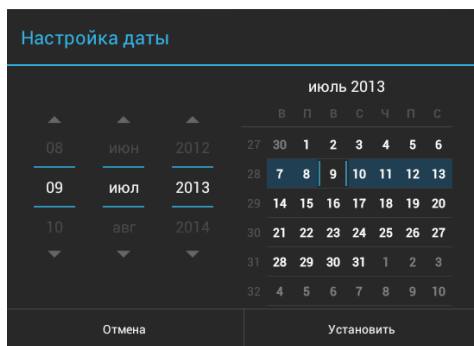 Настройка даты
08 июн 2012
09 июл 2013
10 авг 2014
июль 2013
В П В С Ч П С
27 30 1 2 3 4 5 6
28 7 8 9 10 11 12 13
29 14 15 16 17 18 19 20
30 21 22 23 24 25 26 27
31 28 29 30 31 1 2 3
32 4 5 6 7 8 9 10
Отмена
Установить